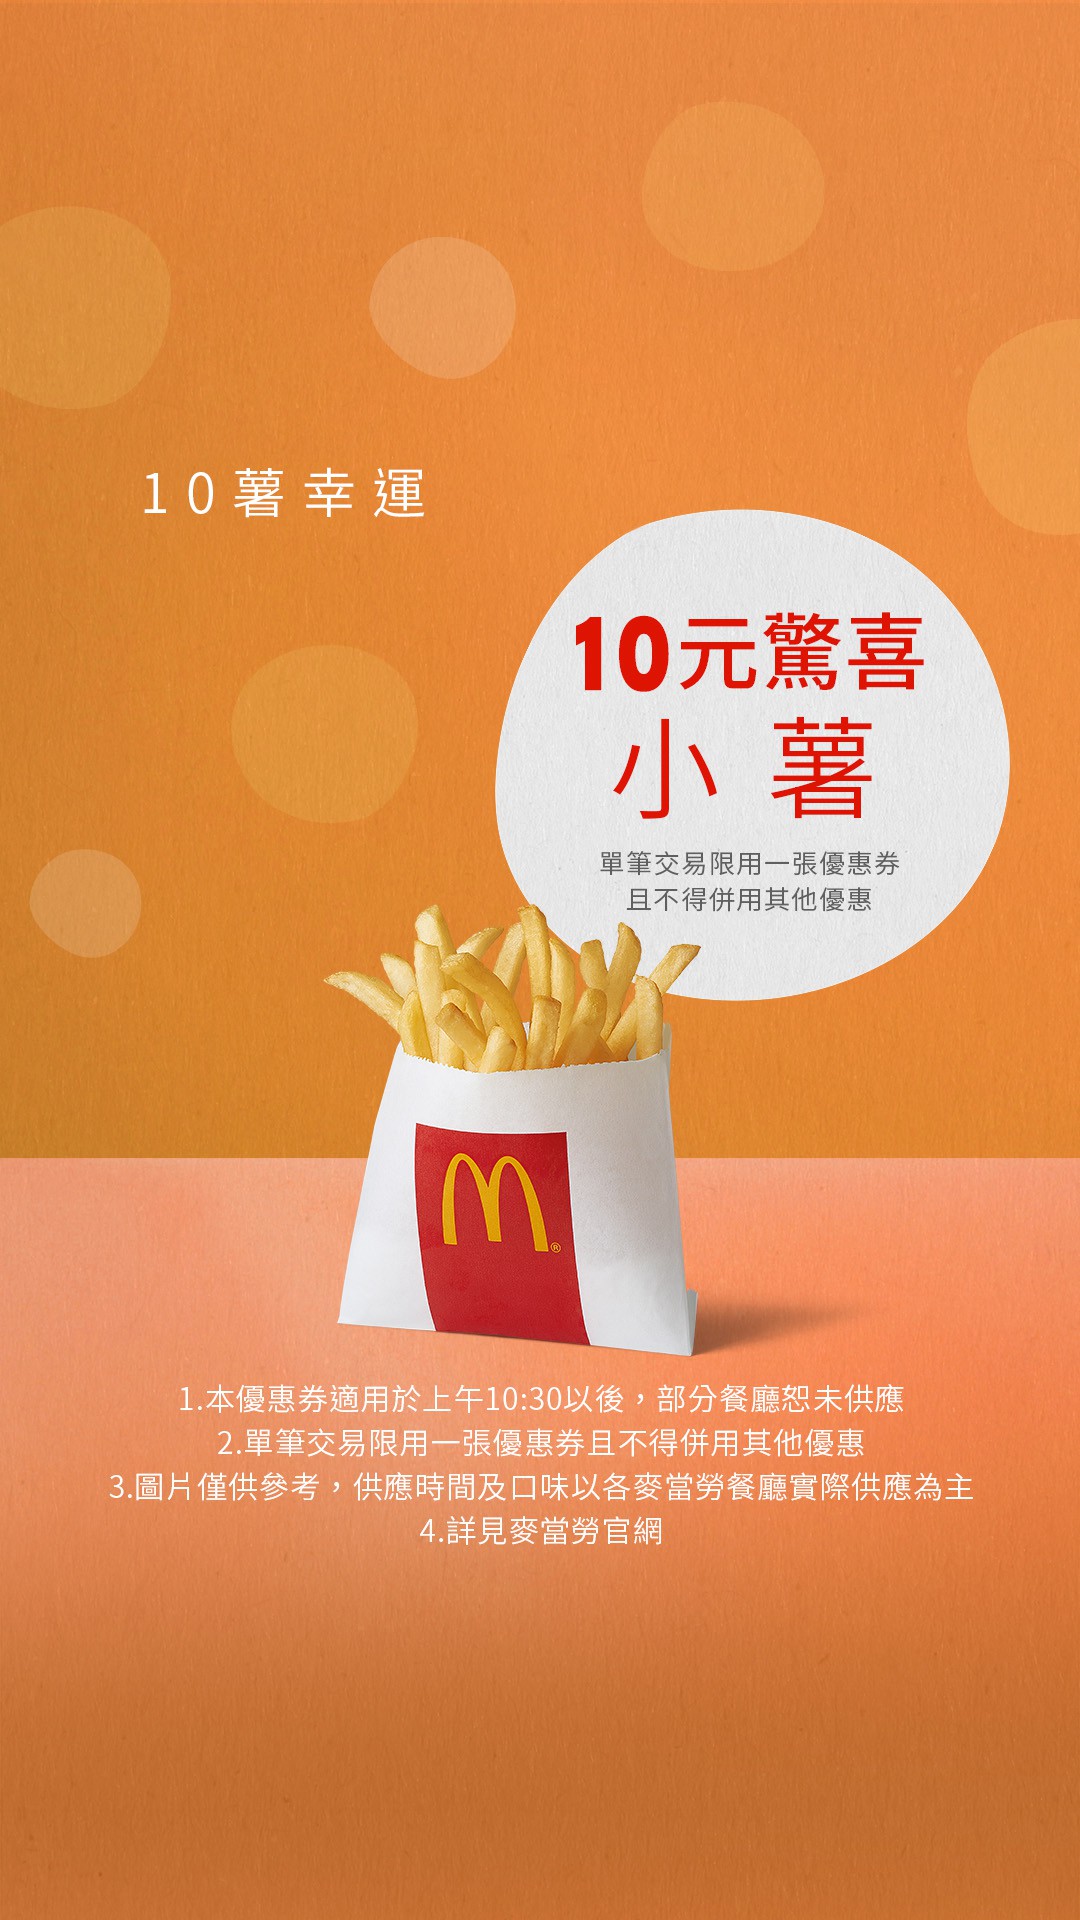 10薯幸運
10元驚喜
小薯
單筆交易限用一張優惠券
且不得併用其他優惠
M
®
1.本優惠券適用於上午10:30以後，部分餐廳恕未供應
2.單筆交易限用一張優惠券且不得併用其他優惠
3.圖片僅供參考，供應時間及口味以各麥當勞餐廳實際供應為主
4.詳見麥當勞官網